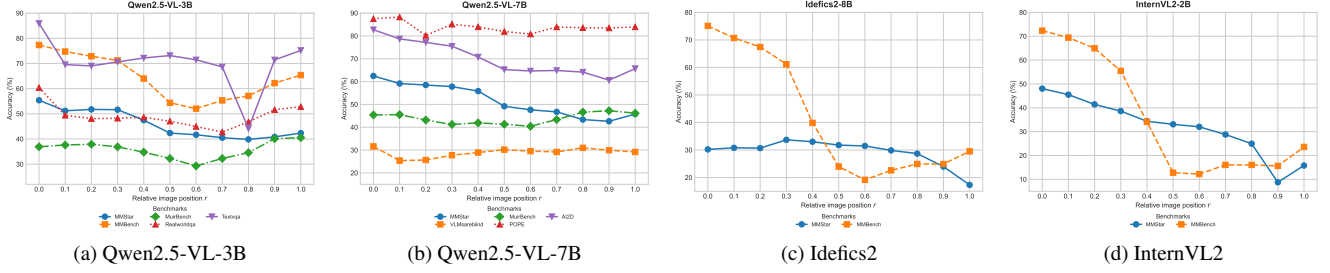 Qwen2.5-VL-3B
Accuracy (%)
90
80
70
60
50
40
30
0.0 0.1 0.2 0.3 0.4 0.5 0.6 0.7 0.8 0.9 1.0
Relative image position r
Benchmarks
MMStar MuirBench Textvqa
MMBench Realworldqa
(a) Qwen2.5-VL-3B
Qwen2.5-VL-7B
Accuracy (%)
90
80
70
60
50
40
30
20
0.0 0.1 0.2 0.3 0.4 0.5 0.6 0.7 0.8 0.9 1.0
Relative image position r
Benchmarks
MMStar MuirBench AI2D
VLMsareblind POPE
(b) Qwen2.5-VL-7B
Idefics2-8B
Accuracy (%)
80
70
60
50
40
30
20
0.0 0.1 0.2 0.3 0.4 0.5 0.6 0.7 0.8 0.9 1.0
Relative image position r
Benchmarks
MMStar MMBench
(c) Idefics2
InternVL2-2B
Accuracy (%)
80
70
60
50
40
30
20
10
0.0 0.1 0.2 0.3 0.4 0.5 0.6 0.7 0.8 0.9 1.0
Relative image position r
Benchmarks
MMStar MMBench
(d) InternVL2